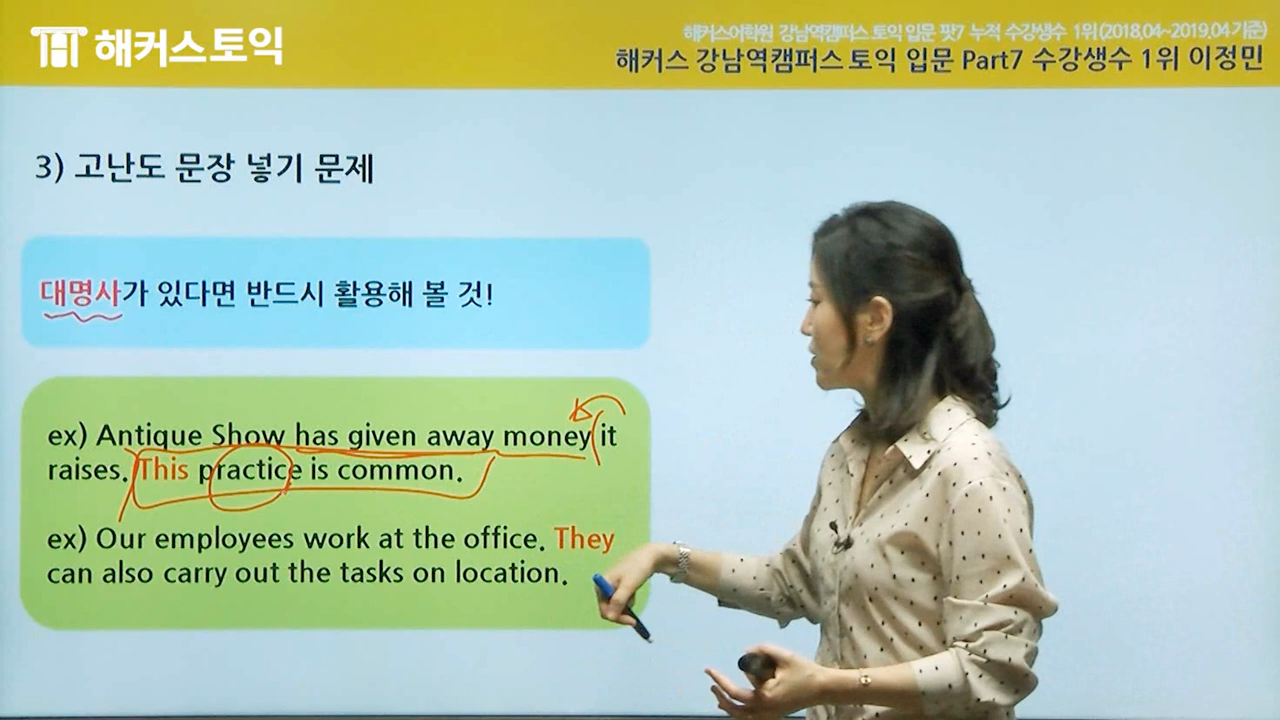 해커스토익
해커스어학원 강남역캠퍼스 토익 입문 팟7 누적 수강생수 1위(2018.04~2019.04 기준)
해커스 강남역캠퍼스 토익 입문 Part7 수강생수 1위 이정민
3) 고난도 문장 넣기 문제
대명사가 있다면 반드시 활용해 볼 것!
ex) Antique Show has given away money it
raises. This practice is common.
ex) Our employees work at the office. They
can also carry out the tasks on location.